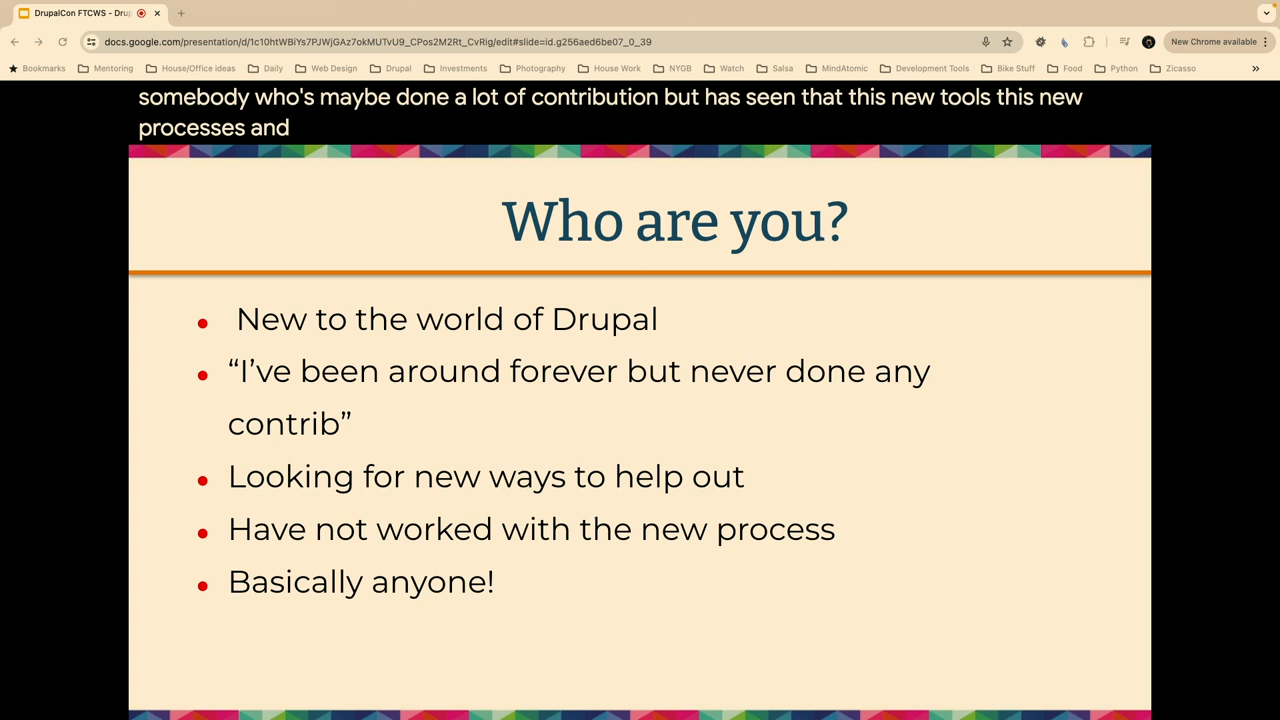 DrupalCon FTCWS - Dru
docs.google.com/presentation/d/1c10htWBiYs7PJWjGAz7okMUTvU9_CPos2M2Rt_CvRig/edit#slide=id.g256aed6be07_0_39
New Chrome available
Bookmarks Mentoring House/Office ideas Daily Web Design Drupal Investments Photography House Work NYGB Watch Salsa MindAtomic Development Tools Bike Stuff Food Python Zicasso
somebody who's maybe done a lot of contribution but has seen that this new tools this new
processes and
Who are you?
• New to the world of Drupal
• “I’ve been around forever but never done any
contrib”
• Looking for new ways to help out
• Have not worked with the new process
• Basically anyone!